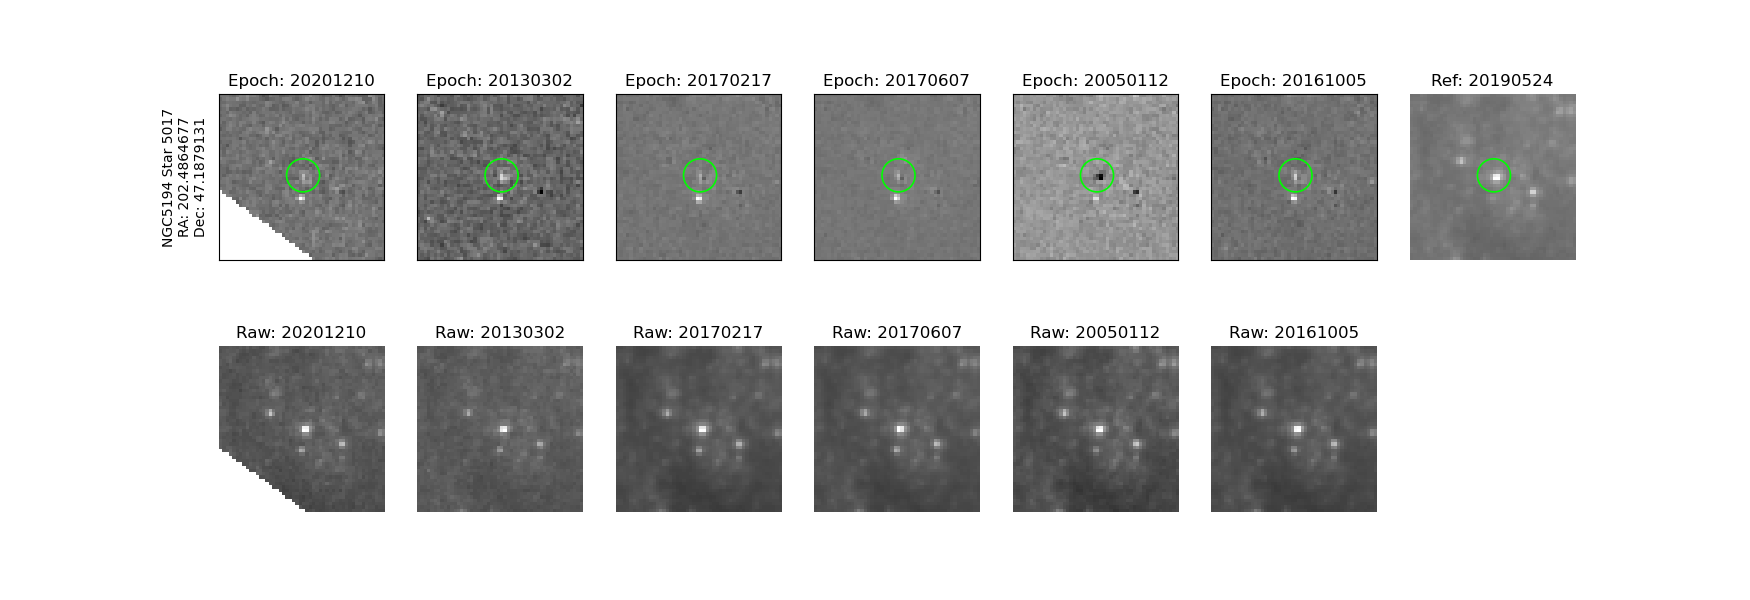 Epoch: 20201210
Epoch: 20130302
Epoch: 20170217
Epoch: 20170607
Epoch: 20050112
Epoch: 20161005
Ref: 20190524
NGC5194 Star 5017
RA: 202.4864677
Dec: 47.1879131
Raw: 20201210
Raw: 20130302
Raw: 20170217
Raw: 20170607
Raw: 20050112
Raw: 20161005